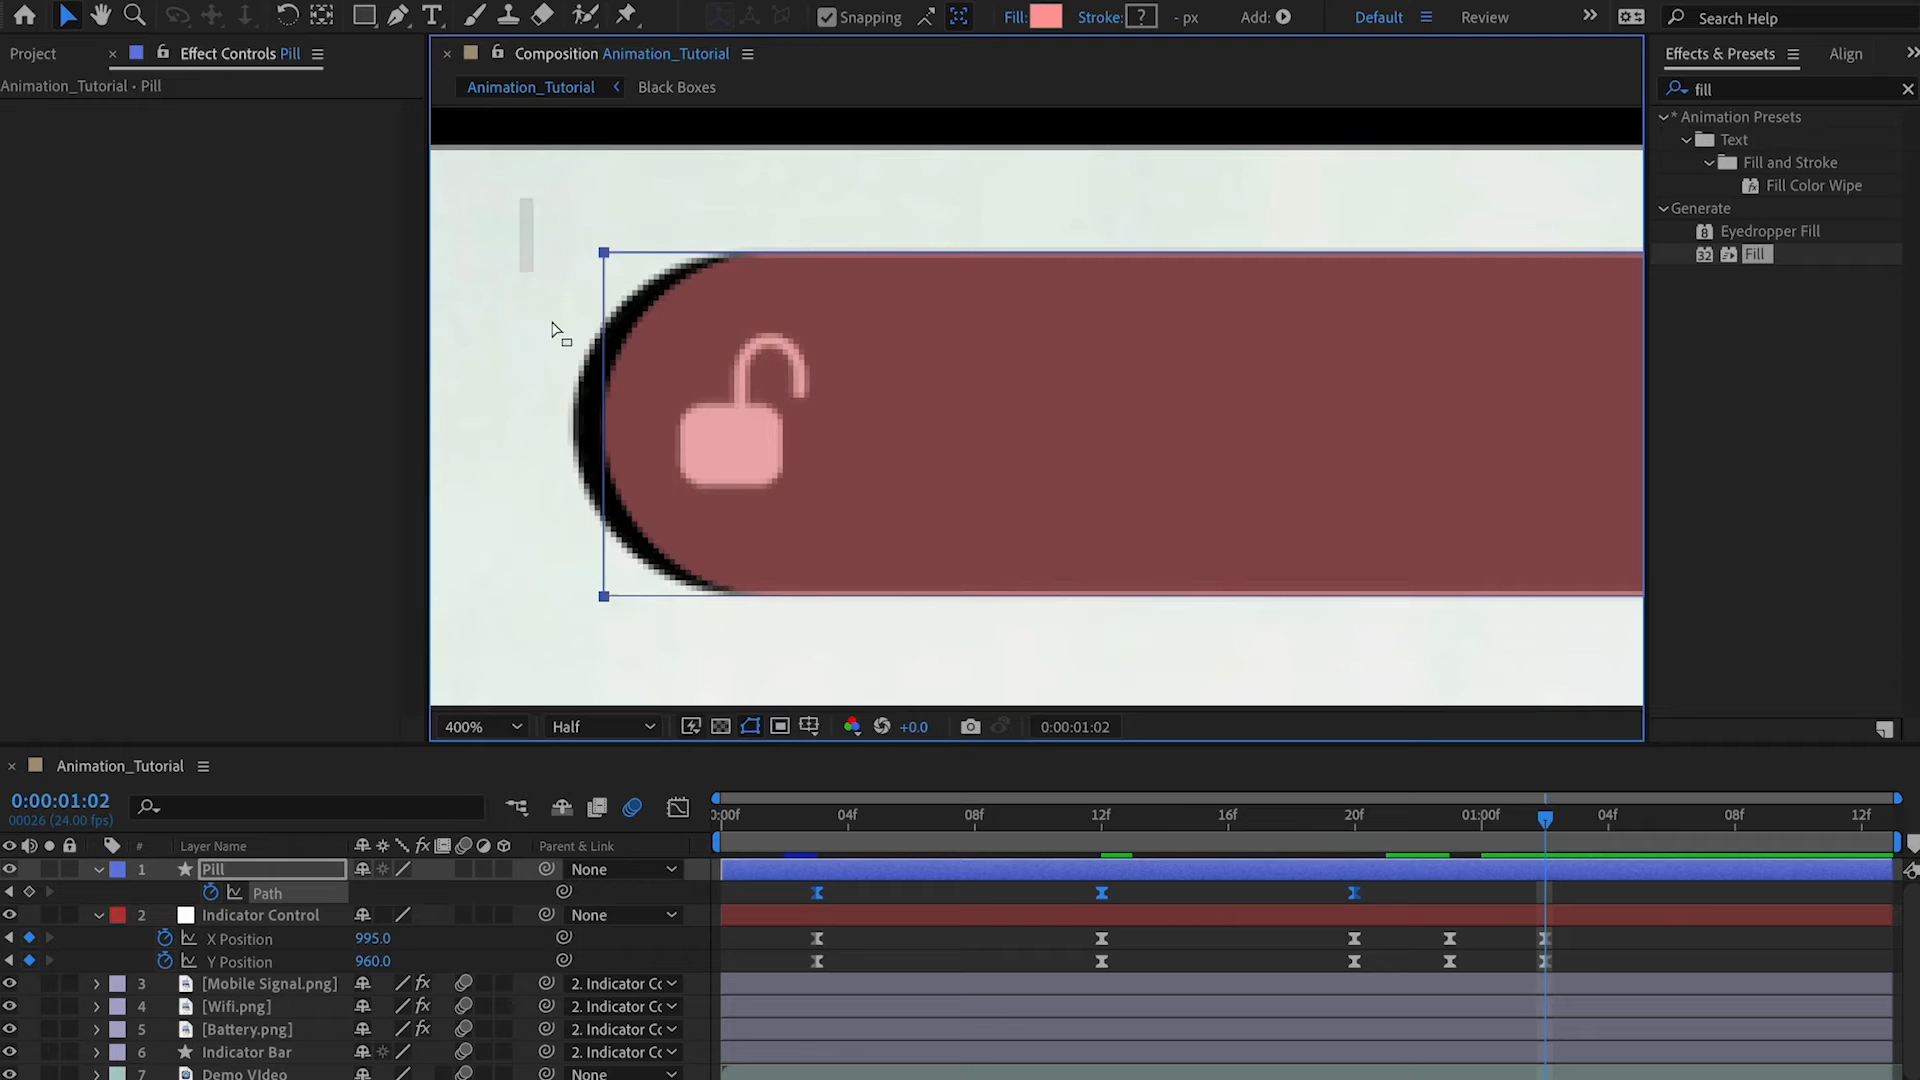 Snapping
Fill:
Stroke:
?
- px
Add:
Default
Review
Search Help
Project
Effect Controls Pill
Composition Animation_Tutorial
Effects & Presets
Align
Animation_Tutorial • Pill
Animation_Tutorial
Black Boxes
fill
* Animation Presets
Text
Fill and Stroke
Fill Color Wipe
Generate
Eyedropper Fill
Fill
400%
Half
+0.0
0:00:01:02
Animation_Tutorial
0:00:01:02
00026 (24.00 fps)
0:00f
04f
08f
12f
16f
20f
01:00f
04f
08f
12f
#
Layer Name
Parent & Link
1
Pill
None
Path
2
Indicator Control
None
X Position
995.0
Y Position
960.0
3
[Mobile Signal.png]
2. Indicator Co
4
[Wifi.png]
2. Indicator Co
5
[Battery.png]
2. Indicator Co
6
Indicator Bar
2. Indicator Co
7
Demo VIdeo
None